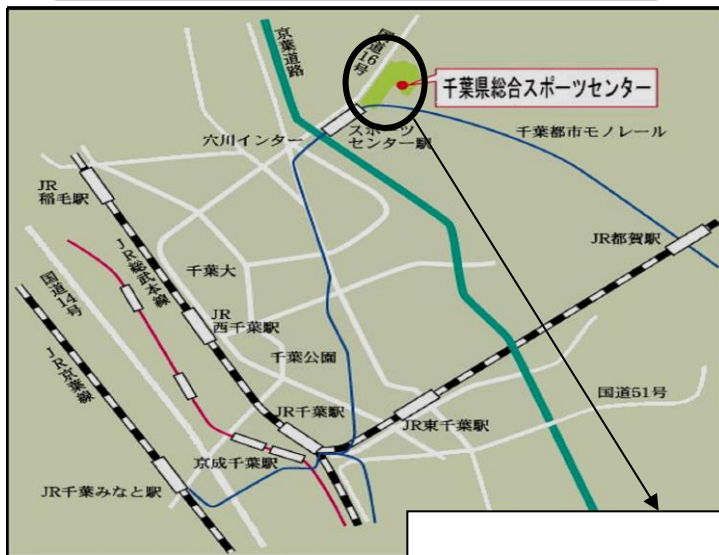 京葉道路
国道16号
千葉県総合スポーツセンター
穴川インター
スポーツ
センター駅
千葉都市モノレール
JR
稲毛駅
JR都賀駅
JR総武本線
千葉大
国道14号
JR
西千葉駅
千葉公園
JR京葉線
国道51号
JR千葉駅
JR東千葉駅
京成千葉駅
JR千葉みなと駅